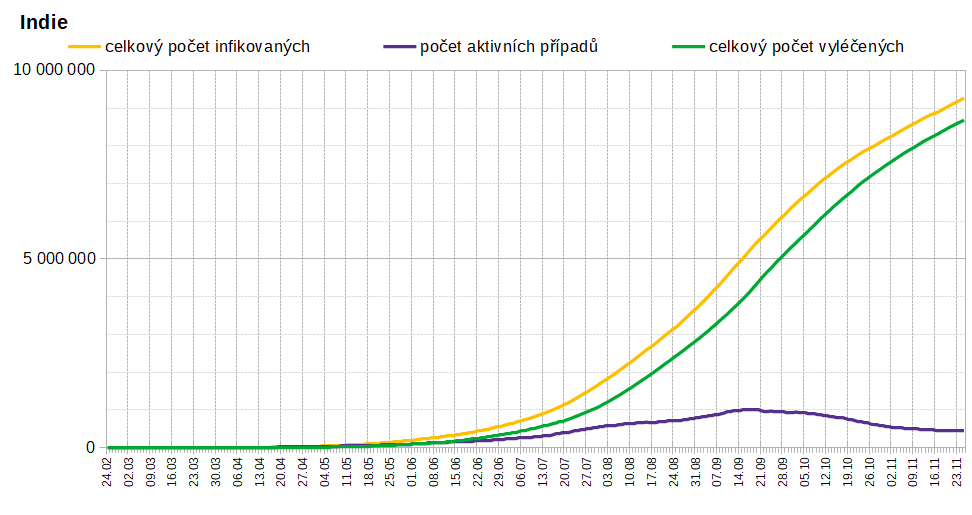 Indie
celkový počet infikovaných počet aktivních případů celkový počet vyléčených
10 000 000
5 000 000
0
24.02 02.03 09.03 16.03 23.03 30.03 06.04 13.04 20.04 27.04 04.05 11.05 18.05 25.05 01.06 08.06 15.06 22.06 29.06 06.07 13.07 20.07 27.07 03.08 10.08 17.08 24.08 31.08 07.09 14.09 21.09 28.09 05.10 12.10 19.10 26.10 02.11 09.11 16.11 23.11